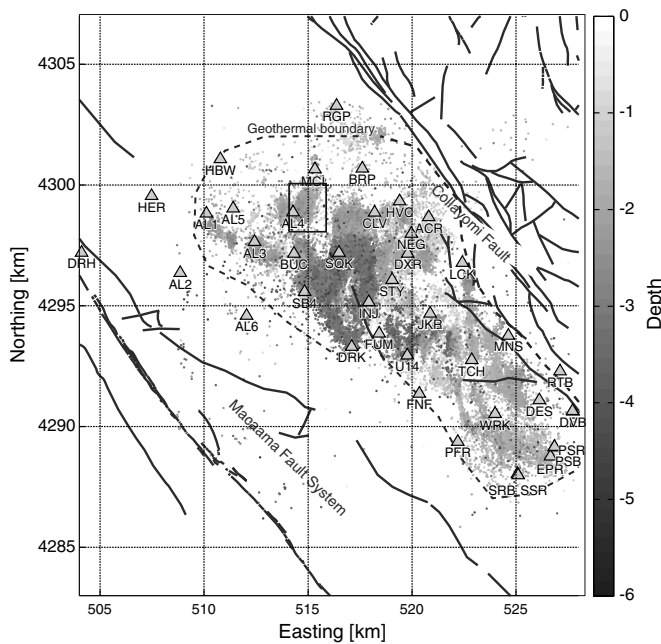 RGP
Geothermal boundary
HBW
MCL
BRP
HER
AL1
AL5
AL4
CLV
HVC
ACR
Collayomi Fault
NEG
DRH
AL3
BUC
SQK
DXR
LCK
AL2
STY
SB4
INJ
AL6
JKR
DRK
FUM
U14
MNS
TCH
RTB
FNF
DES
WRK
PFR
PSR
PSB
EPR
SRB SSR
Maacama Fault System
4305
4300
4295
4290
4285
Northing [km]
505
510
515
520
525
Easting [km]
0
-1
-2
-3
-4
-5
-6
Depth